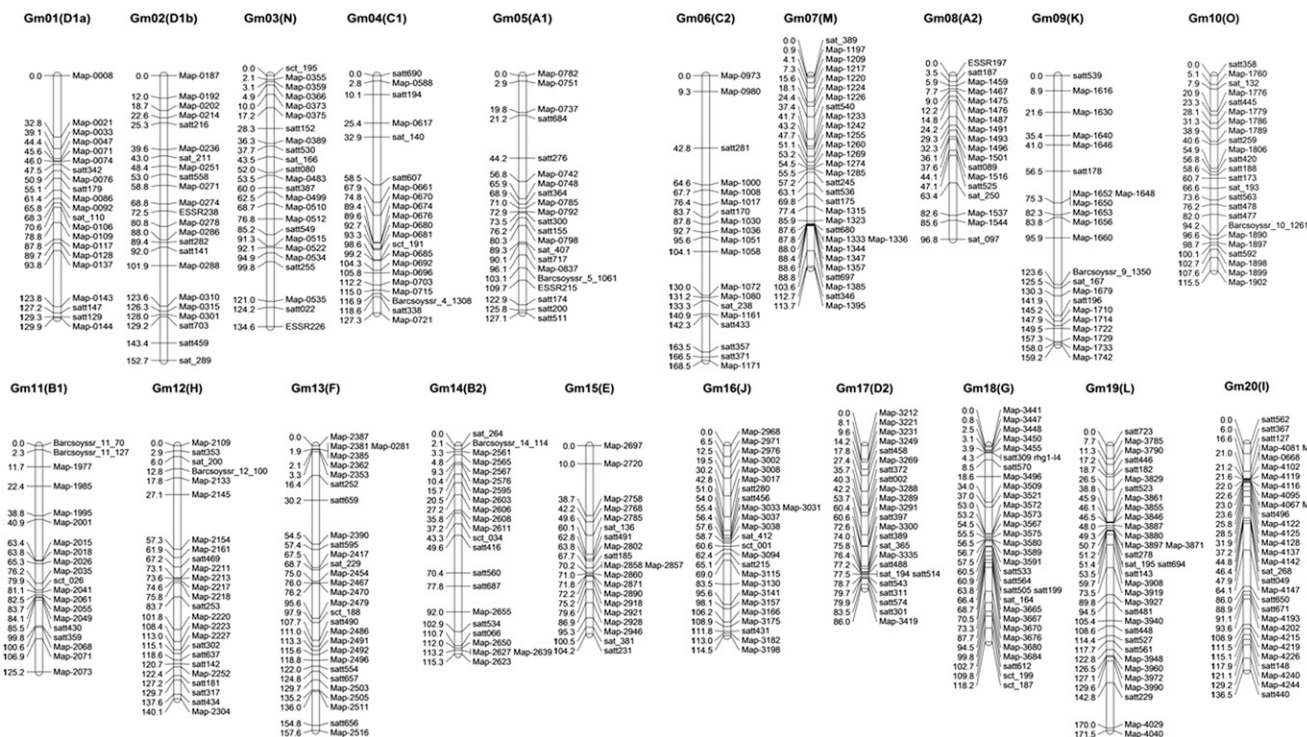 Gm01(D1a)
0.0 Map-0008
32.8 Map-0021
39.1 Map-0033
44.4 Map-0047
45.6 Map-0071
46.0 Map-0074
47.5 satt342
50.9 Map-0076
55.1 satt179
61.4 Map-0086
65.8 Map-0092
68.3 sat_110
70.6 Map-0106
78.8 Map-0109
87.8 Map-0117
89.7 Map-0128
93.8 Map-0137
123.8 Map-0143
127.2 satt147
129.3 satt129
129.9 Map-0144
Gm02(D1b)
0.0 Map-0187
12.0 Map-0192
18.7 Map-0202
22.6 Map-0214
25.3 satt216
39.6 Map-0236
43.0 sat_211
48.4 Map-0251
53.0 satt558
58.8 Map-0271
68.8 Map-0274
72.5 ESSR238
80.8 Map-0278
88.0 Map-0286
89.4 satt282
92.0 satt141
101.9 Map-0288
123.6 Map-0310
126.3 Map-0315
128.0 Map-0301
129.2 satt703
143.4 satt459
152.7 sat_289
Gm03(N)
0.0 sct_195
2.1 Map-0355
3.1 Map-0359
4.9 Map-0366
10.0 Map-0373
17.2 Map-0375
28.3 satt152
36.3 Map-0389
37.7 satt530
43.5 sat_166
52.0 satt080
53.5 Map-0483
60.0 satt387
62.5 Map-0499
68.7 Map-0510
76.8 Map-0512
85.2 satt549
91.3 Map-0515
92.1 Map-0522
94.9 Map-0534
99.8 satt255
121.0 Map-0535
124.2 satt022
134.6 ESSR226
Gm04(C1)
0.0 satt690
2.8 Map-0588
10.1 satt194
25.4 Map-0617
32.9 sat_140
58.5 satt607
67.9 Map-0661
74.8 Map-0670
89.4 Map-0674
89.6 Map-0676
92.7 Map-0680
93.3 Map-0681
98.6 sct_191
99.2 Map-0685
104.3 Map-0692
105.8 Map-0696
112.2 Map-0703
115.0 Map-0715
116.9 Barcsoyssr_4_1308
118.6 satt338
127.3 Map-0721
Gm05(A1)
0.0 Map-0782
2.9 Map-0751
19.8 Map-0737
21.2 satt684
44.2 satt276
56.8 Map-0742
65.9 Map-0748
68.9 satt364
71.0 Map-0785
72.9 Map-0792
73.5 satt300
76.2 satt155
80.3 Map-0798
89.3 sat_407
90.1 satt717
96.1 Map-0837
103.1 Barcsoyssr_5_1061
109.7 ESSR215
122.9 satt174
125.8 satt200
127.1 satt511
Gm06(C2)
0.0 Map-0973
9.3 Map-0980
42.8 satt281
64.6 Map-1000
67.7 Map-1008
76.4 Map-1017
83.7 satt170
87.8 Map-1030
92.7 Map-1036
95.6 Map-1051
104.1 Map-1058
130.0 Map-1072
131.2 Map-1080
133.3 sat_238
140.9 Map-1161
142.3 satt433
163.5 satt357
166.5 satt371
168.5 Map-1171
Gm07(M)
0.0 sat_389
0.9 Map-1197
4.1 Map-1209
7.3 Map-1217
15.6 Map-1220
18.1 Map-1224
24.4 Map-1226
37.4 satt540
41.7 Map-1233
43.2 Map-1242
47.7 Map-1255
51.1 Map-1260
53.2 Map-1269
54.5 Map-1274
55.5 Map-1285
57.2 satt245
63.1 satt536
69.8 satt175
77.4 Map-1315
85.9 Map-1323
87.6 satt680
87.8 Map-1333 Map-1336
88.0 Map-1344
88.4 Map-1347
88.8 Map-1357
88.8 satt697
103.6 Map-1385
112.7 satt346
113.7 Map-1395
Gm08(A2)
0.0 ESSR197
3.5 satt187
5.9 Map-1459
7.7 Map-1467
9.0 Map-1475
12.6 Map-1476
14.8 Map-1487
24.2 Map-1491
29.3 Map-1493
32.3 Map-1496
36.1 Map-1501
37.6 satt089
44.1 Map-1516
47.1 satt525
63.4 sat_250
82.6 Map-1537
85.7 Map-1544
96.8 sat_097
Gm09(K)
0.0 satt539
8.9 Map-1616
21.6 Map-1630
35.4 Map-1640
41.0 Map-1646
56.5 satt178
75.3 Map-1652 Map-1648
82.3 Map-1650
83.8 Map-1653
83.8 Map-1656
95.9 Map-1660
123.6 Barcsoyssr_9_1350
125.5 sat_167
130.3 Map-1679
141.9 satt196
145.2 Map-1710
147.9 Map-1714
149.5 Map-1722
157.3 Map-1729
158.0 Map-1733
159.2 Map-1742
Gm10(O)
0.0 satt358
5.1 Map-1760
7.9 sat_132
20.9 Map-1776
23.3 satt445
28.1 Map-1779
31.3 Map-1786
38.9 Map-1789
40.6 satt259
54.9 Map-1806
56.8 satt420
58.8 satt188
60.7 satt173
66.6 sat_193
73.6 satt563
76.2 satt478
82.0 satt477
94.2 Barcsoyssr_10_1261
96.6 Map-1890
98.7 Map-1897
100.1 satt592
102.7 Map-1898
107.6 Map-1899
115.5 Map-1902
Gm11(B1)
0.0 Barcsoyssr_11_70
2.3 Barcsoyssr_11_127
11.7 Map-1977
22.4 Map-1985
38.8 Map-1995
40.9 Map-2001
63.4 Map-2015
63.8 Map-2018
65.3 Map-2026
76.2 Map-2035
79.9 sct_026
81.1 Map-2041
82.5 Map-2061
83.7 Map-2055
84.1 Map-2049
85.5 satt430
99.8 satt359
100.6 Map-2068
106.9 Map-2071
125.2 Map-2073
Gm12(H)
0.0 Map-2109
2.9 satt353
6.0 sat_200
12.8 Barcsoyssr_12_100
17.8 Map-2133
27.1 Map-2145
57.3 Map-2154
61.9 Map-2161
67.2 satt469
73.1 Map-2211
73.6 Map-2213
74.6 Map-2217
75.8 Map-2218
83.7 satt253
101.8 Map-2220
108.4 Map-2223
113.0 Map-2227
115.1 satt302
118.6 satt637
120.7 satt142
122.4 Map-2252
127.2 satt181
129.7 satt317
137.6 satt434
140.1 Map-2304
Gm13(F)
0.0 Map-2387
1.9 Map-2381 Map-0281
Map-2385
2.1 Map-2362
3.3 Map-2353
16.4 satt252
30.2 satt659
54.5 Map-2390
57.4 satt595
67.5 Map-2417
68.7 sat_229
75.0 Map-2454
76.0 Map-2467
76.2 Map-2470
95.6 Map-2479
97.9 sct_188
107.7 satt490
111.0 Map-2486
113.3 Map-2491
115.6 Map-2492
118.8 Map-2496
122.0 satt554
124.8 satt657
129.7 Map-2503
135.2 Map-2505
136.0 Map-2511
154.8 satt656
157.6 Map-2516
Gm14(B2)
0.0 sat_264
2.1 Barcsoyssr_14_114
3.3 Map-2561
4.8 Map-2565
9.3 Map-2567
10.4 Map-2576
15.7 Map-2595
20.5 Map-2603
27.2 Map-2606
35.8 Map-2608
37.2 Map-2611
43.2 sct_034
49.6 satt416
70.4 satt560
77.8 satt687
92.0 Map-2655
102.9 satt534
110.7 satt066
112.0 Map-2650
113.2 Map-2627 Map-2639
115.3 Map-2623
Gm15(E)
0.0 Map-2697
10.0 Map-2720
38.7 Map-2758
42.2 Map-2768
49.6 Map-2785
60.1 sat_136
62.8 satt491
63.8 Map-2802
67.7 satt185
70.2 Map-2858 Map-2857
71.0 Map-2860
71.8 Map-2871
72.2 Map-2890
75.2 Map-2918
79.6 Map-2921
86.9 Map-2928
95.3 Map-2946
100.5 sat_381
104.2 satt231
Gm16(J)
0.0 Map-2968
6.5 Map-2971
12.5 Map-2976
19.5 Map-3002
30.2 Map-3008
42.8 Map-3017
51.0 satt280
54.0 satt456
55.4 Map-3033 Map-3031
56.4 Map-3037
57.8 Map-3038
58.7 sat_412
60.6 sct_001
62.4 Map-3094
65.1 satt215
69.0 Map-3115
83.5 Map-3130
95.6 Map-3141
98.1 Map-3157
106.2 Map-3166
108.9 Map-3175
111.8 satt431
113.0 Map-3182
114.5 Map-3198
Gm17(D2)
0.0 Map-3212
8.1 Map-3221
9.6 Map-3231
14.2 Map-3249
17.8 satt458
27.4 Map-3269
35.7 satt372
40.3 satt002
42.2 Map-3288
53.7 Map-3289
60.4 Map-3291
60.6 satt397
72.6 Map-3300
74.0 satt389
75.8 sat_365
76.4 Map-3335
77.2 satt488
77.5 sat_194 satt514
78.7 satt543
79.7 satt311
79.9 satt574
83.5 satt301
86.0 Map-3419
Gm18(G)
0.0 Map-3441
0.8 Map-3447
2.5 Map-3448
3.1 Map-3450
3.9 Map-3455
4.3 satt309 rhg1-l4
8.5 satt570
18.6 Map-3496
34.0 Map-3509
37.0 Map-3521
53.0 Map-3572
53.2 Map-3573
54.5 Map-3567
55.5 Map-3575
56.5 Map-3580
56.7 Map-3589
57.5 Map-3591
60.5 satt533
60.9 satt564
63.8 satt505 satt199
66.4 sat_164
68.7 Map-3665
70.5 Map-3667
73.3 Map-3670
87.7 Map-3676
94.5 Map-3680
99.8 Map-3684
102.7 satt612
109.8 sct_199
118.2 sct_187
Gm19(L)
0.0 satt723
7.7 Map-3785
11.3 Map-3790
17.2 satt446
18.7 satt182
26.5 Map-3829
38.8 satt523
45.9 Map-3861
46.1 Map-3855
46.5 Map-3846
48.0 Map-3887
49.3 Map-3880
50.7 Map-3897 Map-3871
51.2 satt278
51.4 sat_195 satt694
53.5 satt143
59.7 Map-3908
78.2 Map-3919
89.8 Map-3927
94.5 satt481
105.4 Map-3940
108.6 satt448
114.4 satt527
117.7 satt561
122.8 Map-3948
126.5 Map-3960
127.1 Map-3972
129.6 Map-3990
142.8 satt229
170.0 Map-4029
171.5 Map-4040
Gm20(I)
0.0 satt562
6.2 satt367
16.6 satt127
21.0 Map-4081 M
Map-0668
21.2 Map-4102
21.6 Map-4119
22.0 Map-4116
22.6 Map-4095
23.0 Map-4067 M
23.6 satt496
25.8 Map-4122
28.5 Map-4125
31.9 Map-4128
37.2 Map-4137
44.8 Map-4142
46.4 sat_268
47.9 satt049
64.1 Map-4147
86.0 satt650
88.9 satt671
91.1 Map-4193
93.6 Map-4202
108.9 Map-4215
111.5 Map-4219
115.1 Map-4226
117.8 satt148
121.1 Map-4240
129.2 Map-4244
136.5 satt440